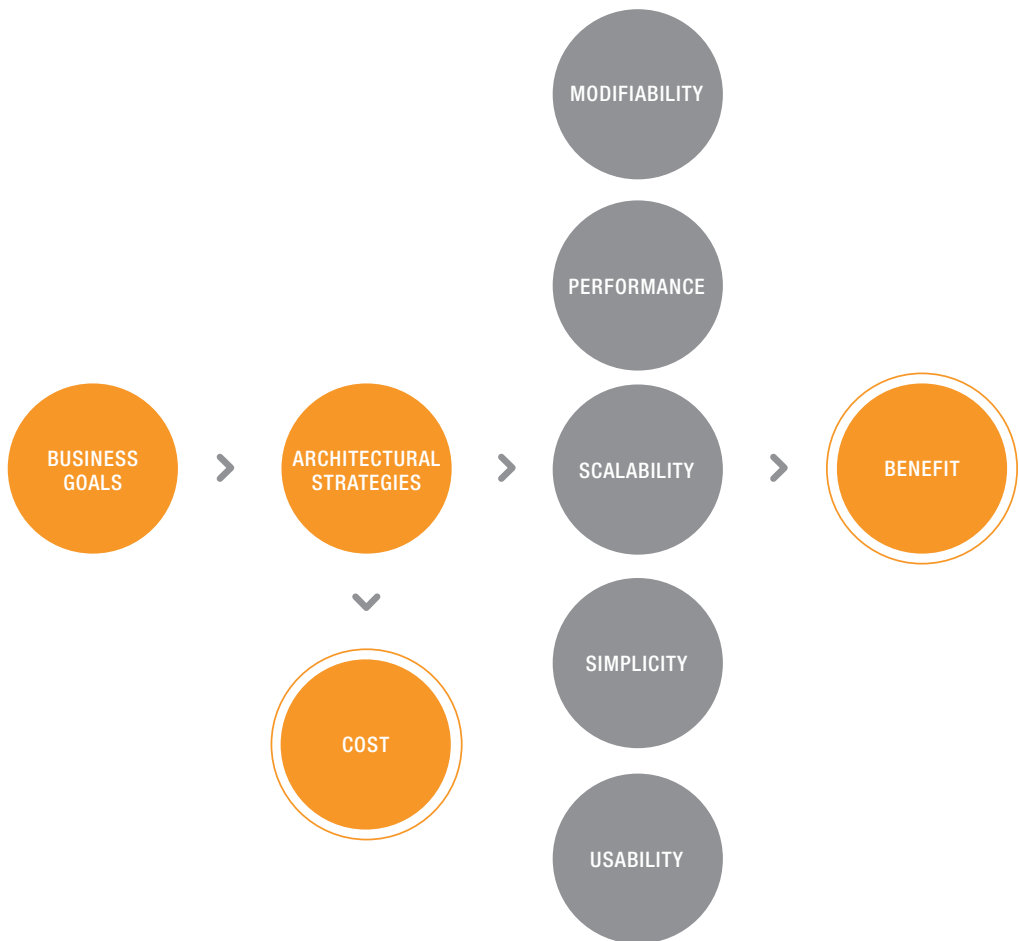 MODIFIABILITY
PERFORMANCE
BUSINESS
GOALS
ARCHITECTURAL
STRATEGIES
SCALABILITY
BENEFIT
SIMPLICITY
COST
USABILITY